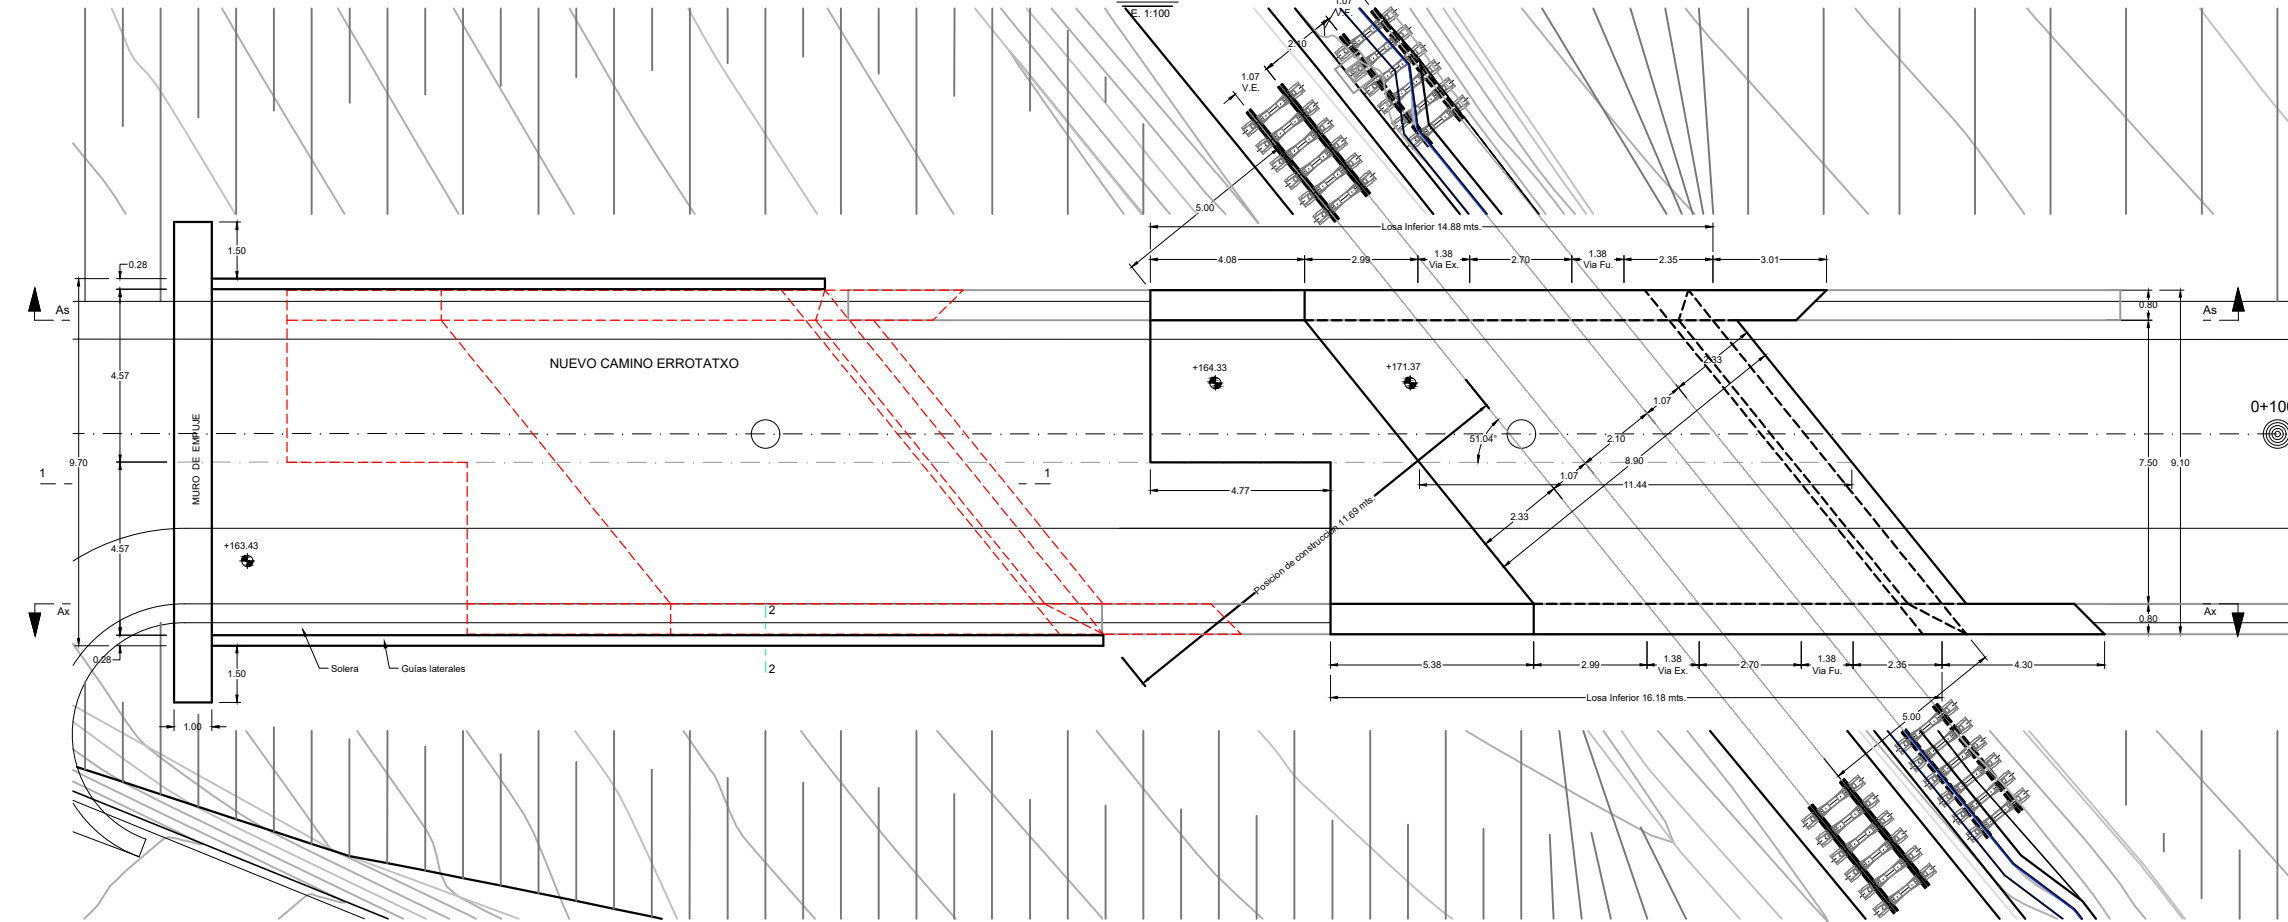 E. 1:100
1.07
V.E.
2.10
1.07
V.E.
5.00
Losa Inferior 14.88 mts.
1.50
0.28
4.08
2.99
1.38
Via Ex.
2.70
1.38
Via Fu.
2.35
3.01
As
0.80
As
NUEVO CAMINO ERROTATXO
4.57
+164.33
+171.37
2.33
1.07
0+100
MURO DE EMPUJE
51.04°
2.10
9.70
1
1
8.90
7.50
9.10
4.77
1.07
11.44
Posicion de construccion 11.69 mts.
2.33
+163.43
4.57
Ax
2
0.80
Ax
0.28
Solera
Guías laterales
2
1.50
5.38
2.99
1.38
Via Ex.
2.70
1.38
Via Fu.
2.35
4.30
Losa Inferior 16.18 mts.
1.00
5.00